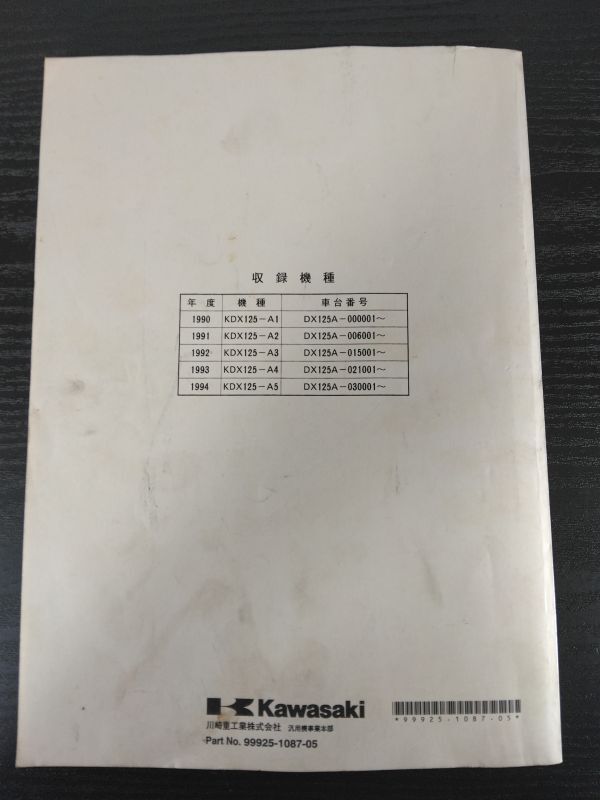 収録機種
年度 機種 車台番号
1990 KDX125-A1 DX125A-000001~
1991 KDX125-A2 DX125A-006001~
1992 KDX125-A3 DX125A-015001~
1993 KDX125-A4 DX125A-021001~
1994 KDX125-A5 DX125A-030001~
Kawasaki
川崎重工業株式会社 汎用機事業本部
Part No. 99925-1087-05
*99925-1087-05*